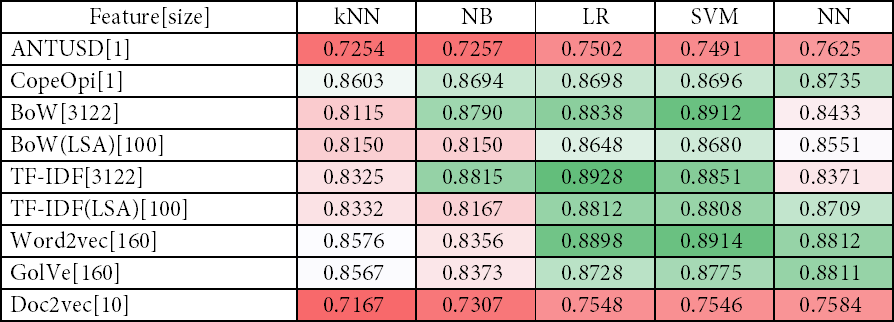 Feature[size] kNN NB LR SVM NN
ANTUSD[1] 0.7254 0.7257 0.7502 0.7491 0.7625
CopeOpi[1] 0.8603 0.8694 0.8698 0.8696 0.8735
BoW[3122] 0.8115 0.8790 0.8838 0.8912 0.8433
BoW(LSA)[100] 0.8150 0.8150 0.8648 0.8680 0.8551
TF-IDF[3122] 0.8325 0.8815 0.8928 0.8851 0.8371
TF-IDF(LSA)[100] 0.8332 0.8167 0.8812 0.8808 0.8709
Word2vec[160] 0.8576 0.8356 0.8898 0.8914 0.8812
GolVe[160] 0.8567 0.8373 0.8728 0.8775 0.8811
Doc2vec[10] 0.7167 0.7307 0.7548 0.7546 0.7584